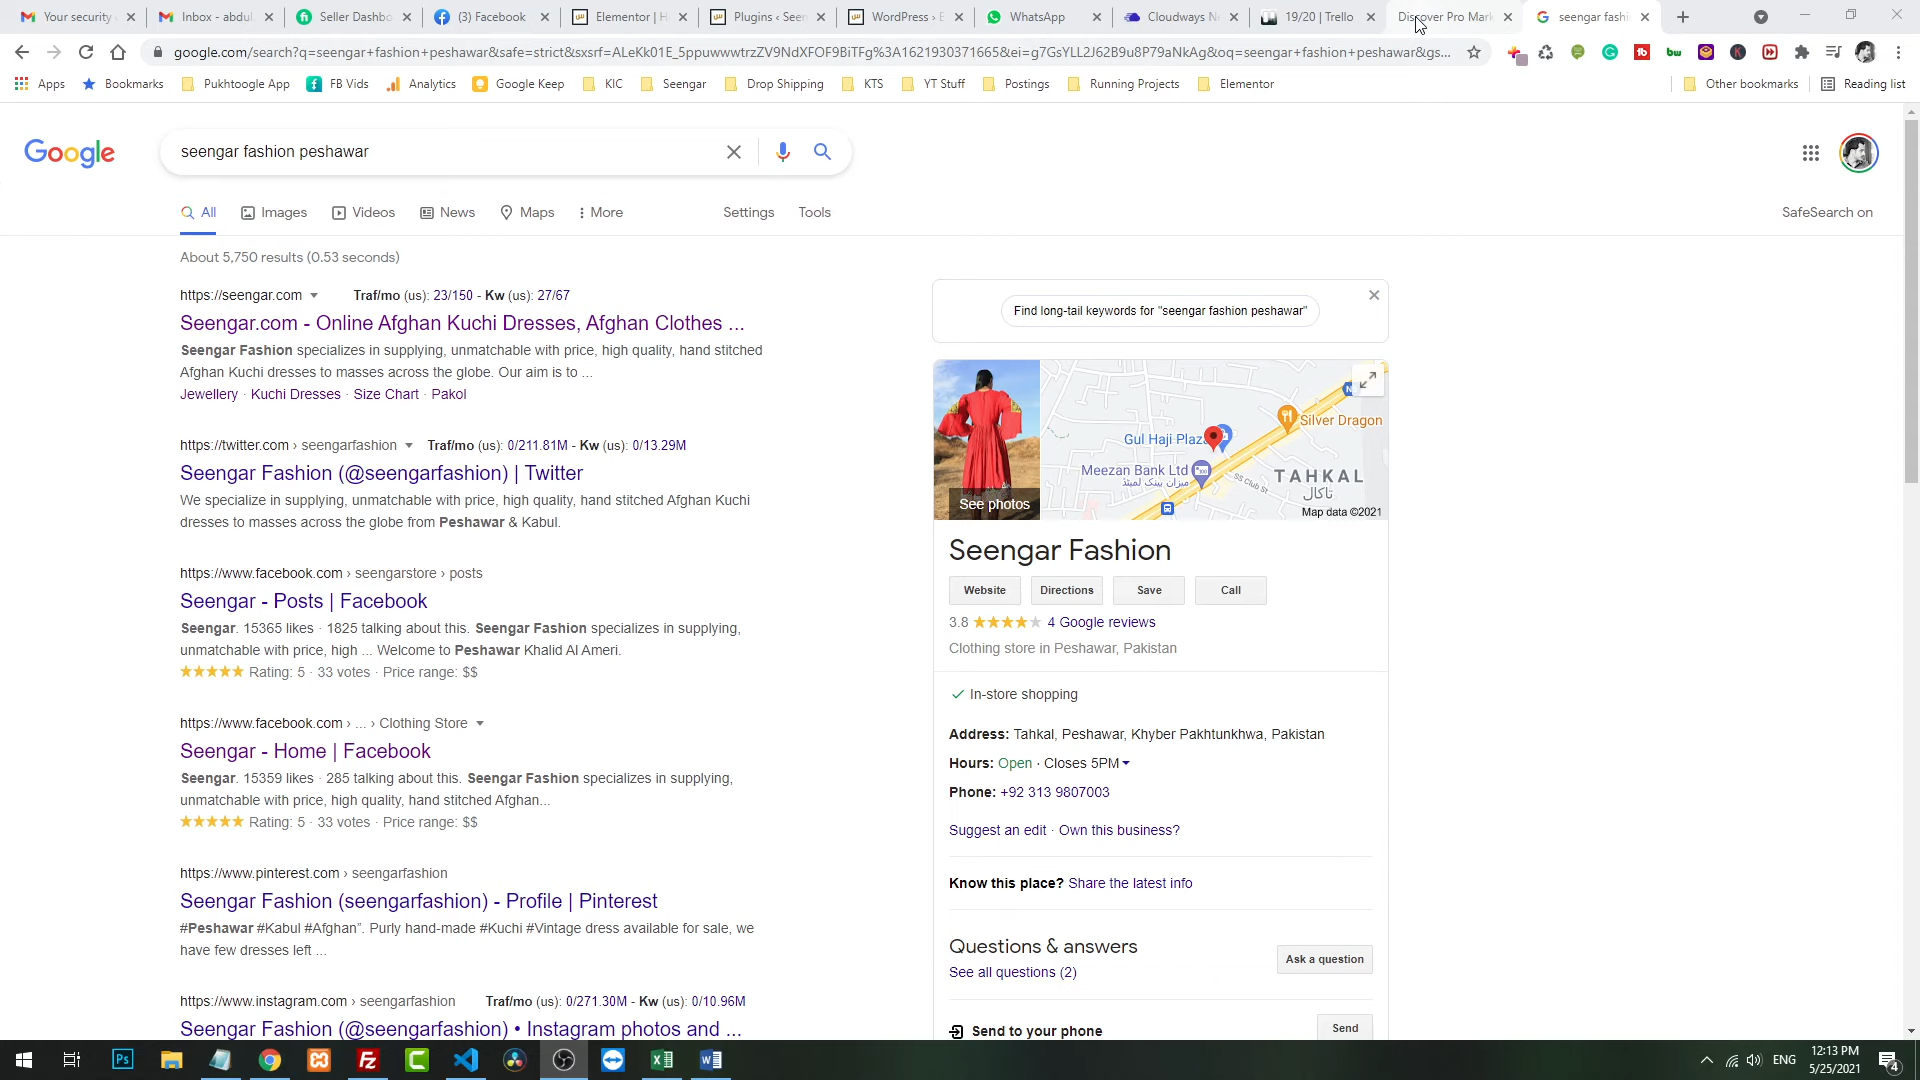 Your security
Inbox - abdul
Seller Dashbo
(3) Facebook
Elementor | H
Plugins ‹ Seen
WordPress › E
WhatsApp
Cloudways N
19/20 | Trello
Discover Pro Mark
seengar fashi
google.com/search?q=seengar+fashion+peshawar&safe=strict&sxsrf=ALeKk01E_5ppuwwwtrzZV9NdXFOF9BiTFg%3A1621930371665&ei=g7GsYLL2J62B9u8P79aNkAg&oq=seengar+fashion+peshawar&gs...
Apps
Bookmarks
Pukhtoogle App
FB Vids
Analytics
Google Keep
KIC
Seengar
Drop Shipping
KTS
YT Stuff
Postings
Running Projects
Elementor
Other bookmarks
Reading list
Google
seengar fashion peshawar
All
Images
Videos
News
Maps
More
Settings
Tools
SafeSearch on
About 5,750 results (0.53 seconds)
https://seengar.com
Traf/mo (us): 23/150 - Kw (us): 27/67
Seengar.com - Online Afghan Kuchi Dresses, Afghan Clothes ...
Seengar Fashion specializes in supplying, unmatchable with price, high quality, hand stitched
Afghan Kuchi dresses to masses across the globe. Our aim is to ...
Jewellery · Kuchi Dresses · Size Chart · Pakol
https://twitter.com › seengarfashion
Traf/mo (us): 0/211.81M - Kw (us): 0/13.29M
Seengar Fashion (@seengarfashion) | Twitter
We specialize in supplying, unmatchable with price, high quality, hand stitched Afghan Kuchi
dresses to masses across the globe from Peshawar & Kabul.
https://www.facebook.com › seengarstore › posts
Seengar - Posts | Facebook
Seengar. 15365 likes · 1825 talking about this. Seengar Fashion specializes in supplying,
unmatchable with price, high ... Welcome to Peshawar Khalid Al Ameri.
Rating: 5 · 33 votes · Price range: $$
https://www.facebook.com › ... › Clothing Store
Seengar - Home | Facebook
Seengar. 15359 likes · 285 talking about this. Seengar Fashion specializes in supplying,
unmatchable with price, high quality, hand stitched Afghan...
Rating: 5 · 33 votes · Price range: $$
https://www.pinterest.com › seengarfashion
Seengar Fashion (seengarfashion) - Profile | Pinterest
#Peshawar #Kabul #Afghan". Purly hand-made #Kuchi #Vintage dress available for sale, we
have few dresses left ...
https://www.instagram.com › seengarfashion
Traf/mo (us): 0/271.30M - Kw (us): 0/10.96M
Seengar Fashion (@seengarfashion) • Instagram photos and ...
Find long-tail keywords for "seengar fashion peshawar"
See photos
Gul Haji Plaza
Silver Dragon
Meezan Bank Ltd
میزان بینک لمیٹڈ
TAHKAL
تاکال
SS Club St
Map data ©2021
Seengar Fashion
Website
Directions
Save
Call
3.8
4 Google reviews
Clothing store in Peshawar, Pakistan
In-store shopping
Address: Tahkal, Peshawar, Khyber Pakhtunkhwa, Pakistan
Hours: Open · Closes 5PM
Phone: +92 313 9807003
Suggest an edit · Own this business?
Know this place? Share the latest info
Questions & answers
See all questions (2)
Ask a question
Send to your phone
Send
ENG
12:13 PM
5/25/2021
4